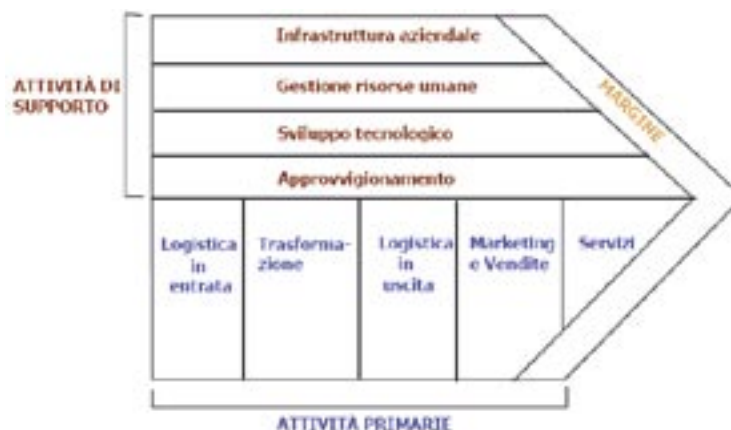 Infrastruttura aziendale
ATTIVITÀ DI
SUPPORTO
Gestione risorse umane
MARGINE
Sviluppo tecnologico
Approvvigionamento
Logistica
in
entrata
Trasforma-
zione
Logistica
in
uscita
Marketing
e Vendite
Servizi
ATTIVITÀ PRIMARIE